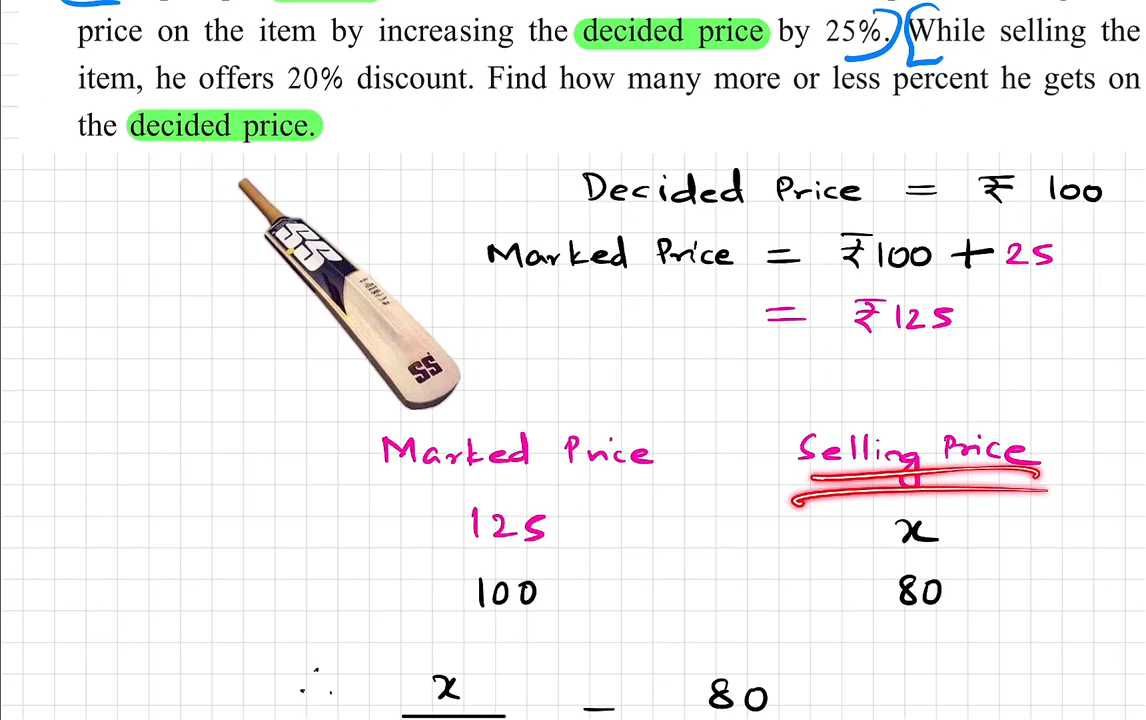 price on the item by increasing the decided price by 25%. While selling the
item, he offers 20% discount. Find how many more or less percent he gets on
the decided price.
Decided Price = ₹ 100
Marked Price = ₹100 + 25
= ₹125
SS
SS
Marked Price Selling Price
125 x
100 80
∴ x = 80